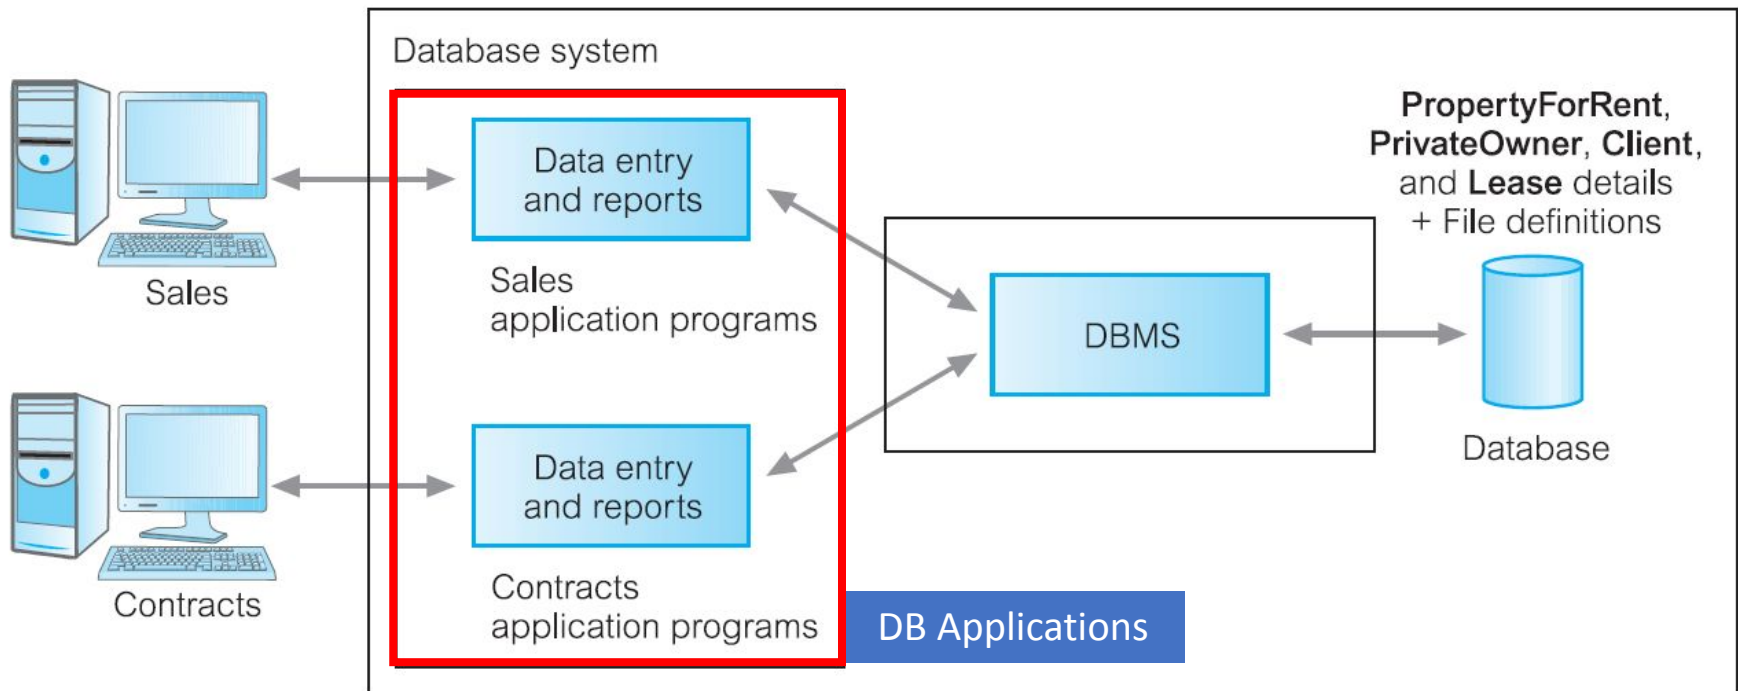 Database system
Sales
Data entry
and reports
Sales
application programs
Contracts
Data entry
and reports
Contracts
application programs
DB Applications
DBMS
PropertyForRent,
PrivateOwner, Client,
and Lease details
+ File definitions
Database